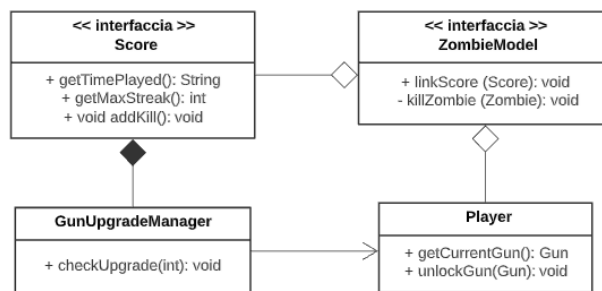 << interfaccia >>
Score
+ getTimePlayed(): String
+ getMaxStreak(): int
+ void addKill(): void
<< interfaccia >>
ZombieModel
+ linkScore (Score): void
- killZombie (Zombie): void
GunUpgradeManager
+ checkUpgrade(int): void
Player
+ getCurrentGun(): Gun
+ unlockGun(Gun): void